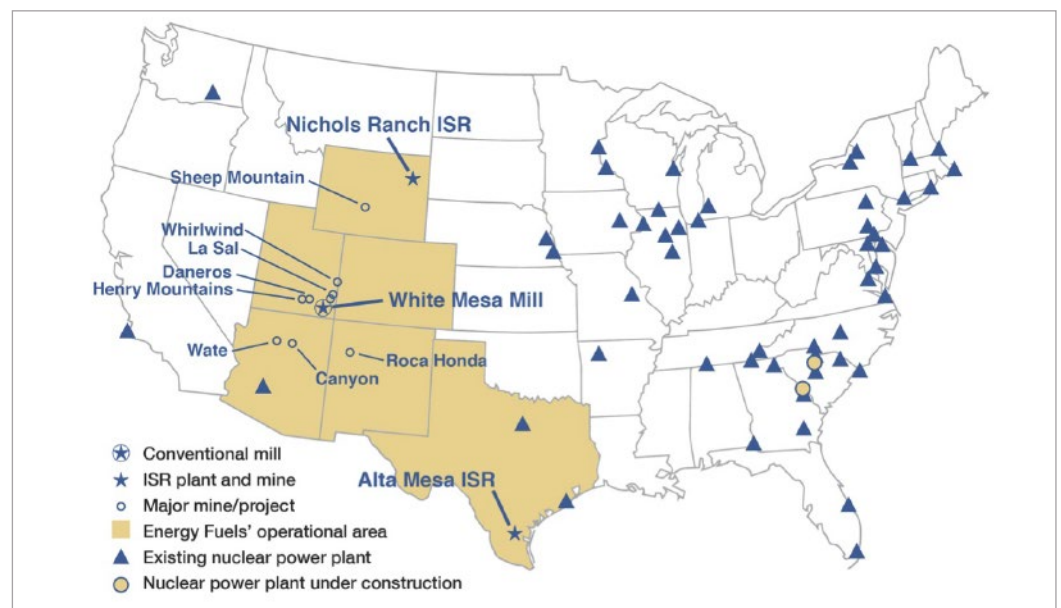 Nichols Ranch ISR
Sheep Mountain
Whirlwind
La Sal
Daneros
Henry Mountains
White Mesa Mill
Wate
Canyon
Roca Honda
Alta Mesa ISR
Conventional mill
ISR plant and mine
Major mine/project
Energy Fuels' operational area
Existing nuclear power plant
Nuclear power plant under construction